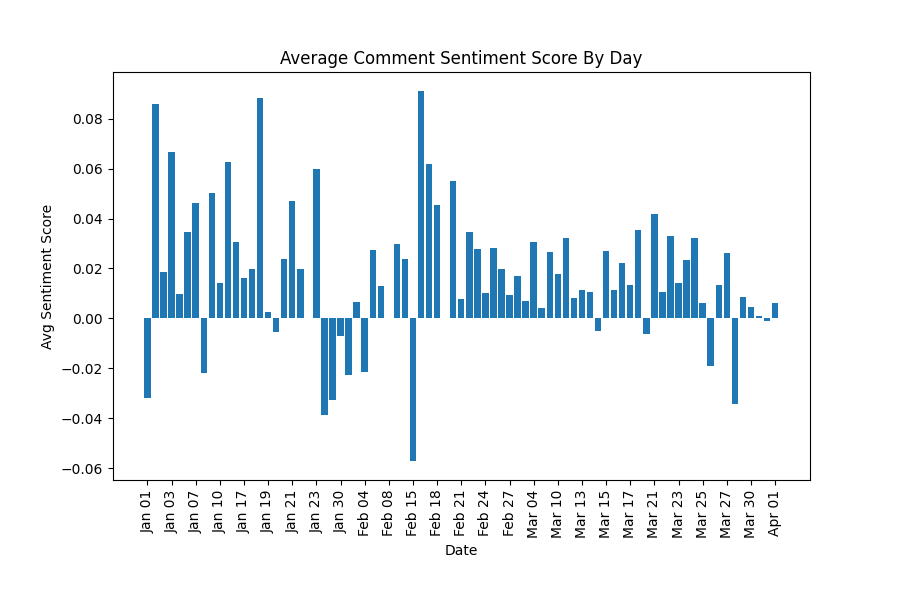 Average Comment Sentiment Score By Day
Avg Sentiment Score
0.08
0.06
0.04
0.02
0.00
−0.02
−0.04
−0.06
Jan 01
Jan 03
Jan 07
Jan 10
Jan 17
Jan 19
Jan 21
Jan 23
Jan 30
Feb 04
Feb 08
Feb 15
Feb 18
Feb 21
Feb 24
Feb 27
Mar 04
Mar 10
Mar 13
Mar 15
Mar 17
Mar 21
Mar 23
Mar 25
Mar 27
Mar 30
Apr 01
Date